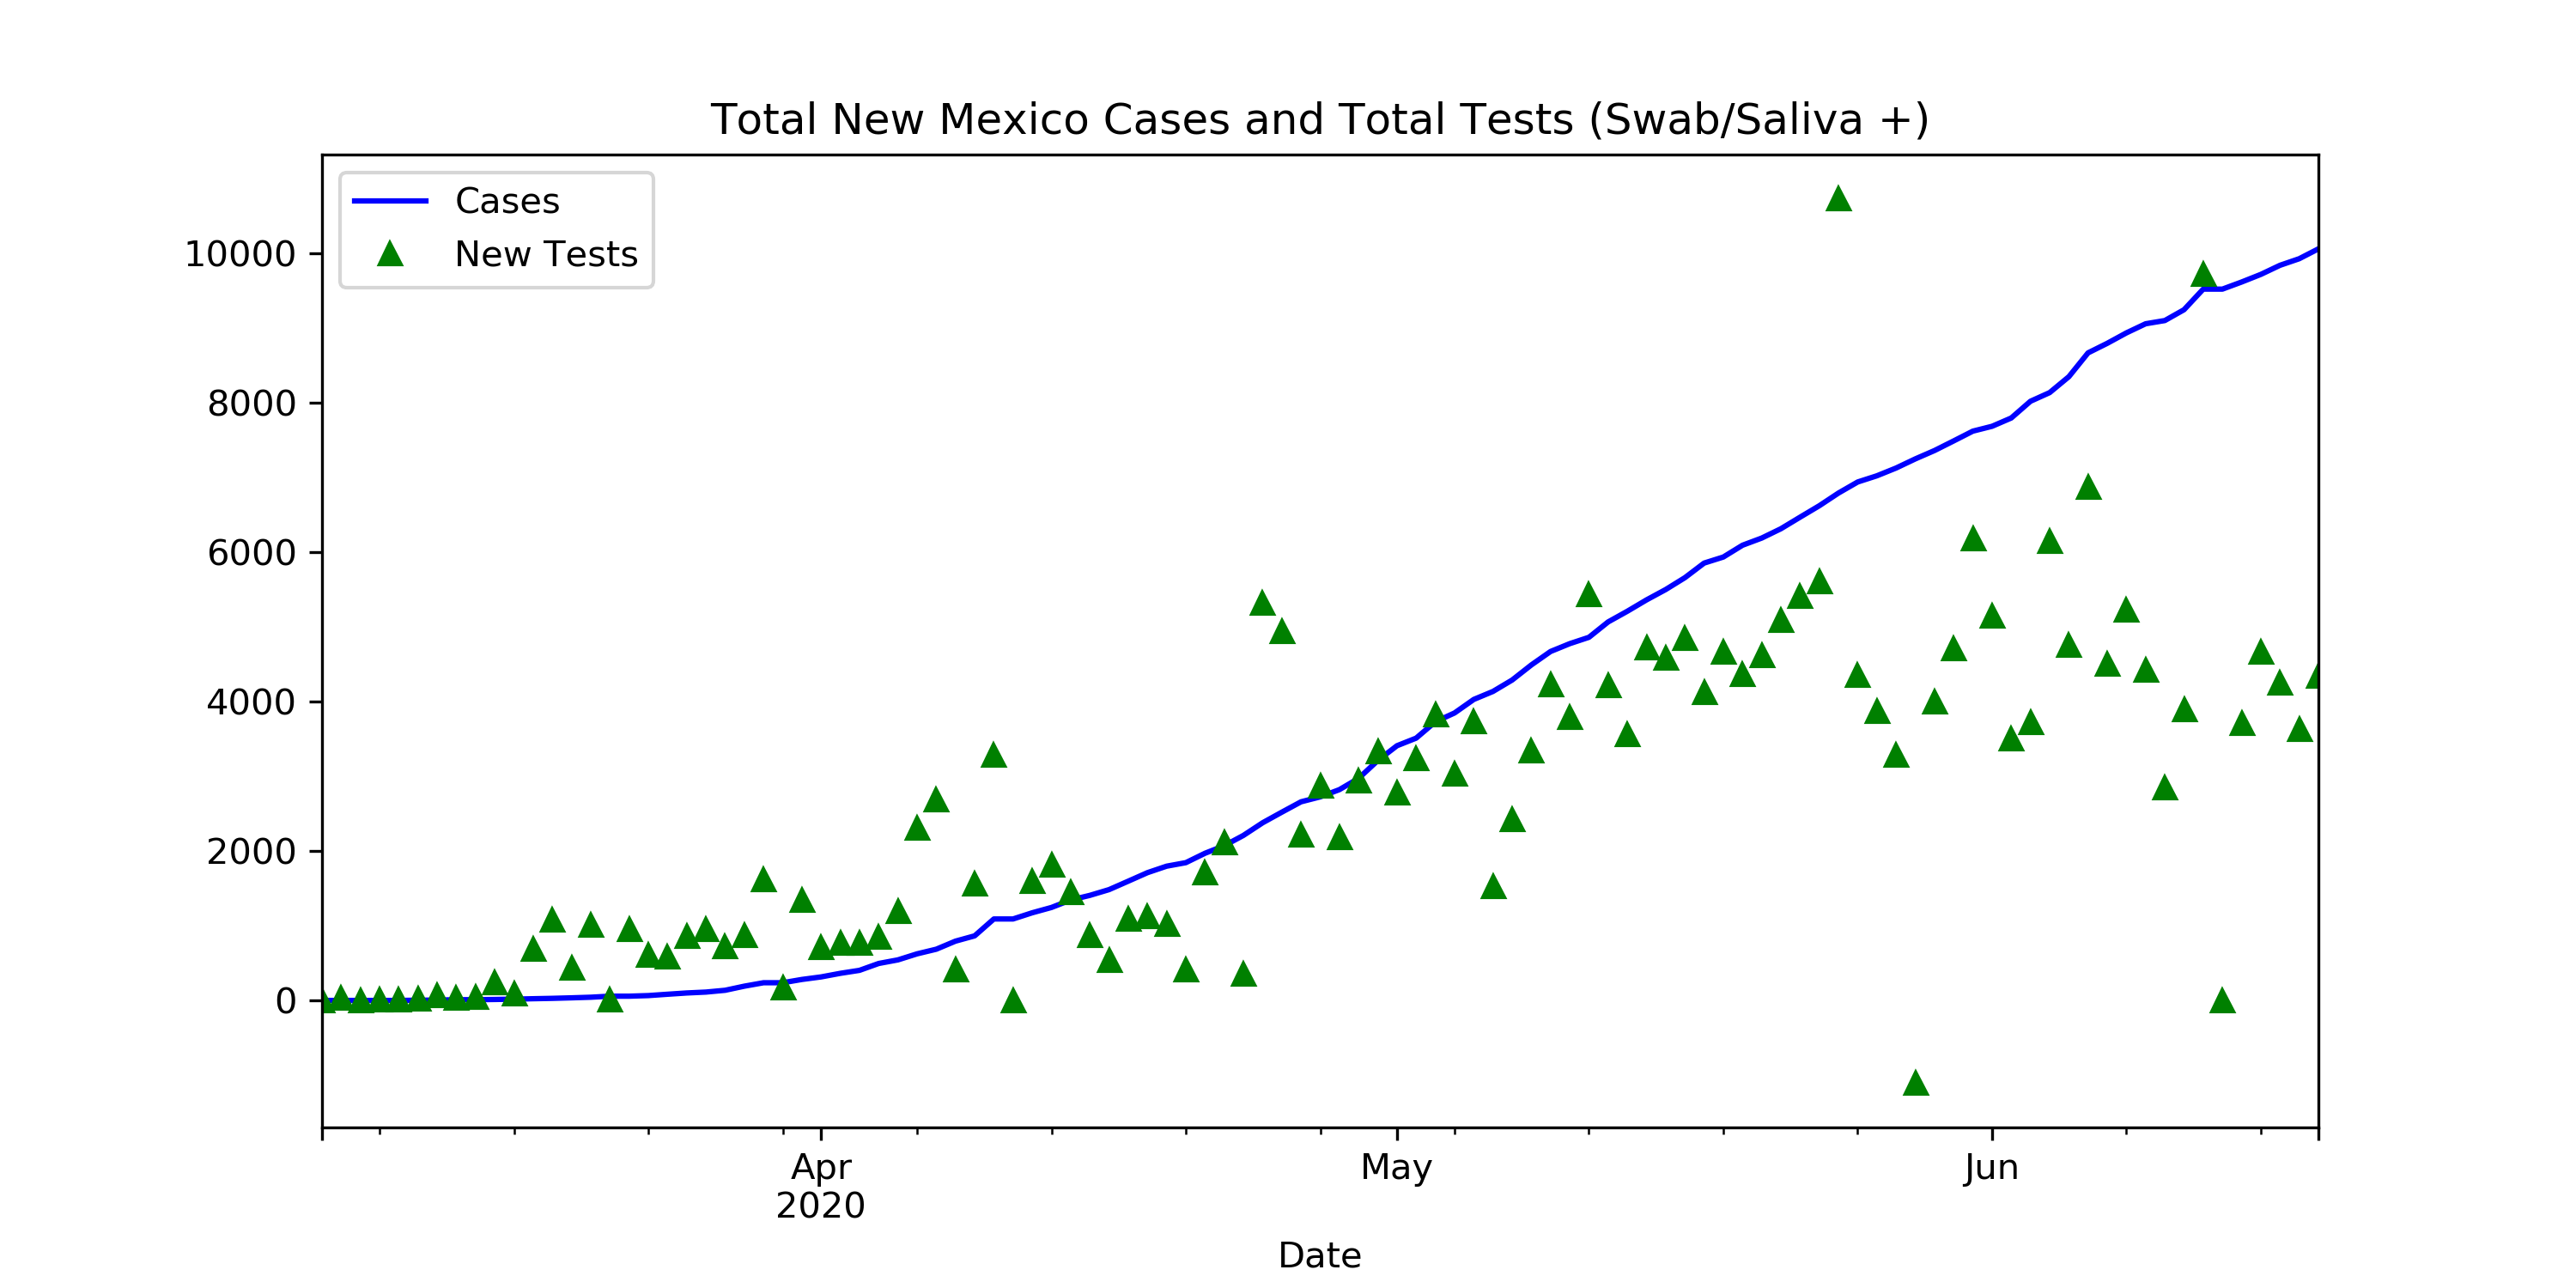 Total New Mexico Cases and Total Tests (Swab/Saliva +)
Cases
New Tests
10000
8000
6000
4000
2000
0
Apr
2020
May
Jun
Date